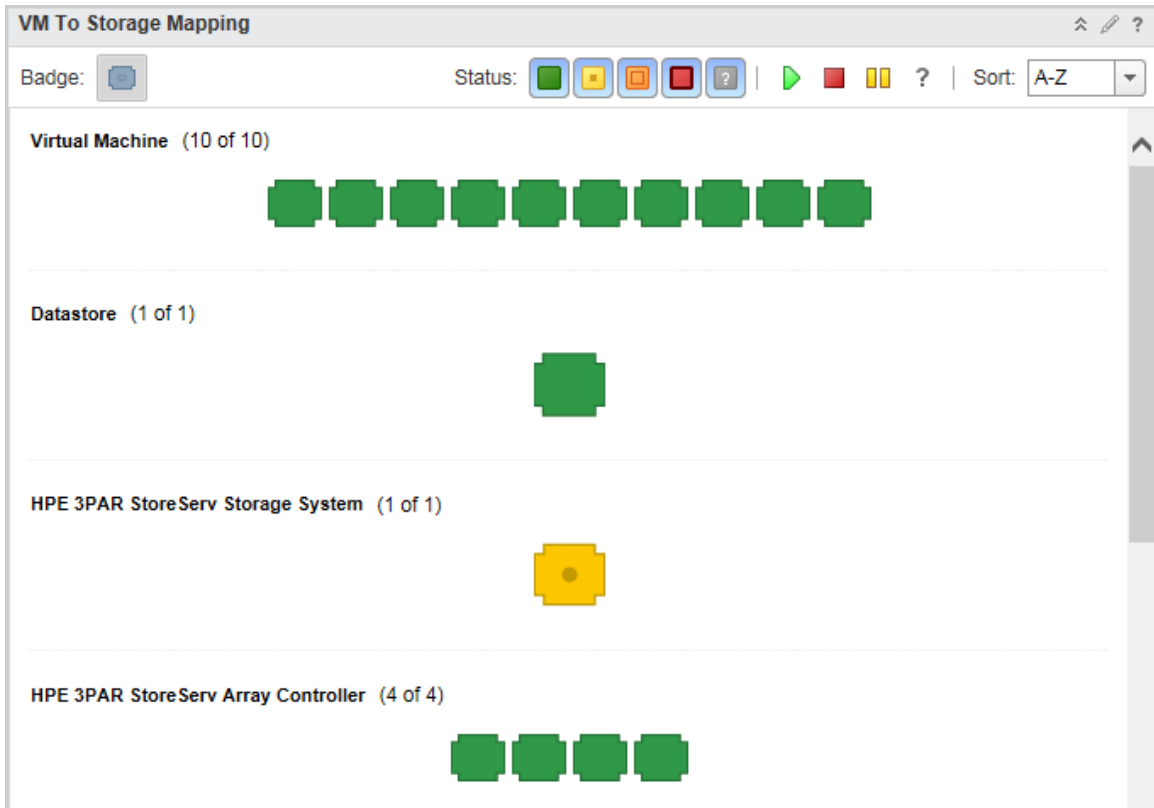 VM To Storage Mapping ?
Badge: Status: ? ? Sort: A-Z
Virtual Machine (10 of 10)
Datastore (1 of 1)
HPE 3PAR StoreServ Storage System (1 of 1)
HPE 3PAR StoreServ Array Controller (4 of 4)